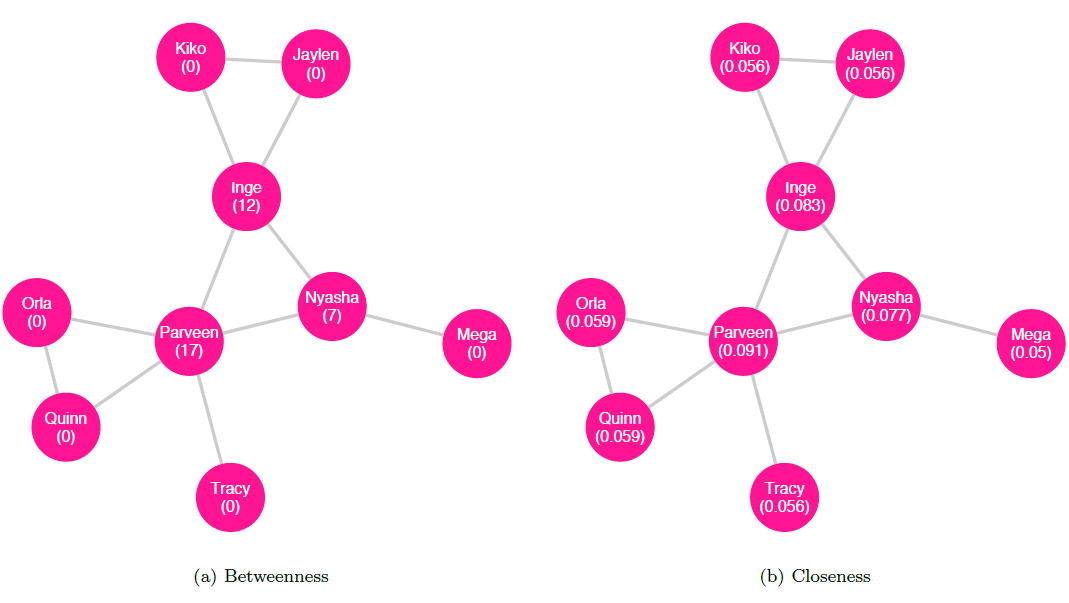 Kiko
(0)
Jaylen
(0)
Inge
(12)
Orla
(0)
Parveen
(17)
Nyasha
(7)
Mega
(0)
Quinn
(0)
Tracy
(0)
(a) Betweenness
Kiko
(0.056)
Jaylen
(0.056)
Inge
(0.083)
Orla
(0.059)
Parveen
(0.091)
Nyasha
(0.077)
Mega
(0.05)
Quinn
(0.059)
Tracy
(0.056)
(b) Closeness